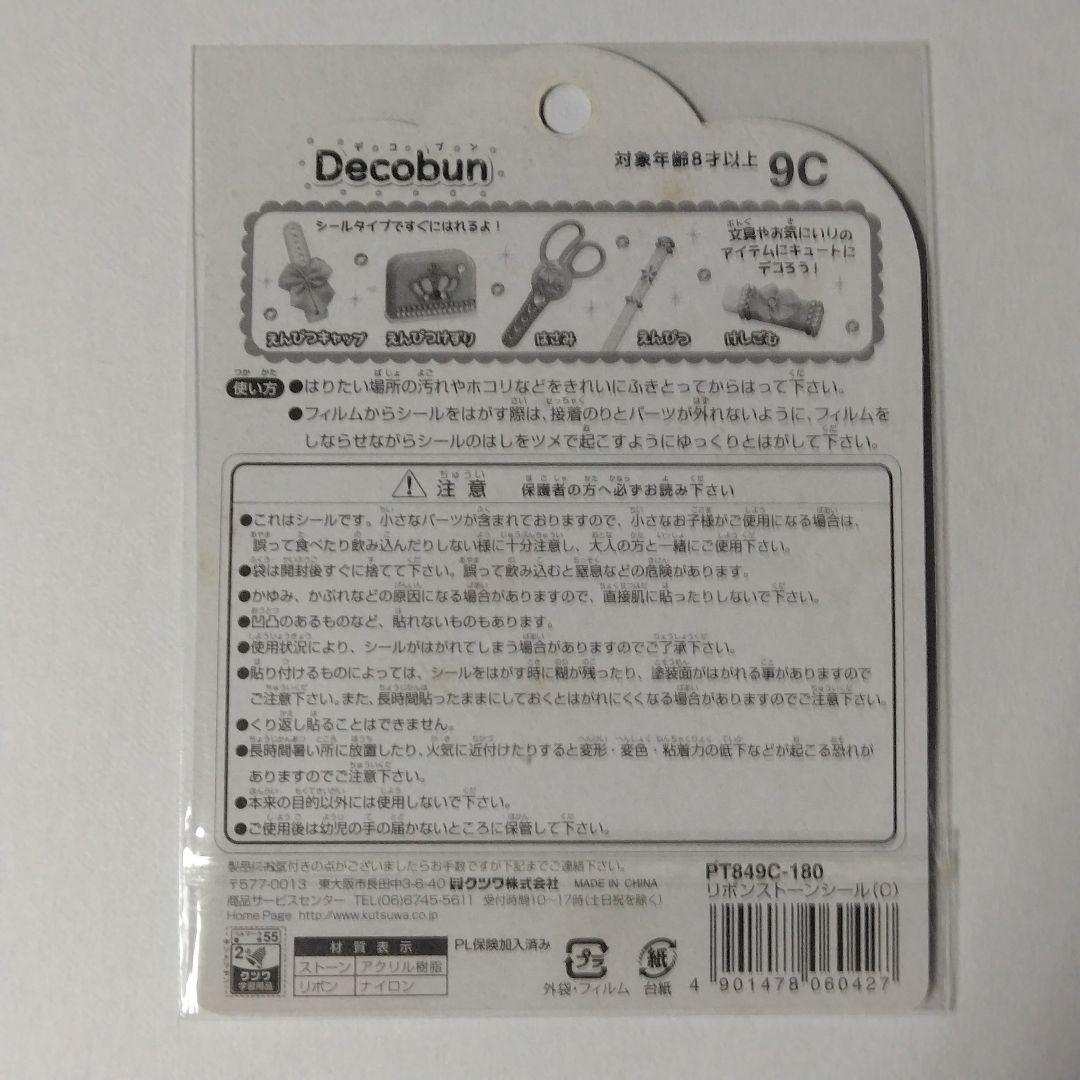 デコブン
Decobun
対象年齢8才以上 9C
シールタイプですぐにはれるよ！
文具やお気にいりの
アイテムにキュートに
デコろう！
えんぴつキャップ
えんぴつけずり
はさみ
えんぴつ
けしごむ
使い方 ●はりたい場所の汚れやホコリなどをきれいにふきとってからはって下さい。
●フィルムからシールをはがす際は、接着のりとパーツが外れないように、フィルムを
しならせながらシールのはしをツメで起こすようにゆっくりとはがして下さい。
注意 保護者の方へ必ずお読み下さい
●これはシールです。小さなパーツが含まれておりますので、小さなお子様がご使用になる場合は、
誤って食べたり飲み込んだりしない様に十分注意し、大人の方と一緒にご使用下さい。
●袋は開封後すぐに捨てて下さい。誤って飲み込むと窒息などの危険があります。
●かゆみ、かぶれなどの原因になる場合がありますので、直接肌に貼ったりしないで下さい。
●凹凸のあるものなど、貼れないものもあります。
●使用状況により、シールがはがれてしまう場合がありますのでご了承下さい。
●貼り付けるものによっては、シールをはがす時に糊が残ったり、塗装面がはがれる事がありますので
ご注意下さい。また、長時間貼ったままにしておくとはがれにくくなる場合がありますのでご注意下さい。
●くり返し貼ることはできません。
●長時間暑い所に放置したり、火気に近付けたりすると変形・変色・粘着力の低下などが起こる恐れが
ありますのでご注意下さい。
●本来の目的以外には使用しないで下さい。
●ご使用後は幼児の手の届かないところに保管して下さい。
製品にお気付きの点がございましたらお手数ですが下記までご連絡下さい。
〒577-0013 東大阪市長田中3-6-40 クツワ株式会社 MADE IN CHINA
商品サービスセンター TEL(06)6745-5611 受付時間10〜17時(土日祝を除く)
Home Page http://www.kutsuwa.co.jp
PT849C-180
リボンストーンシール(C)
ベルマーク
55
2
クツワ
学習用品
材質表示
ストーン アクリル樹脂
リボン ナイロン
PL保険加入済み
プラ
外袋・フィルム
紙
台紙
4 901478 060427